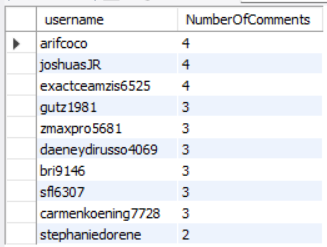 username NumberOfComments
arifcoco 4
joshuasJR 4
exactceamzis6525 4
gutz1981 3
zmaxpro5681 3
daeneydirusso4069 3
bri9146 3
sfl6307 3
carmenkoening7728 3
stephaniedorene 2